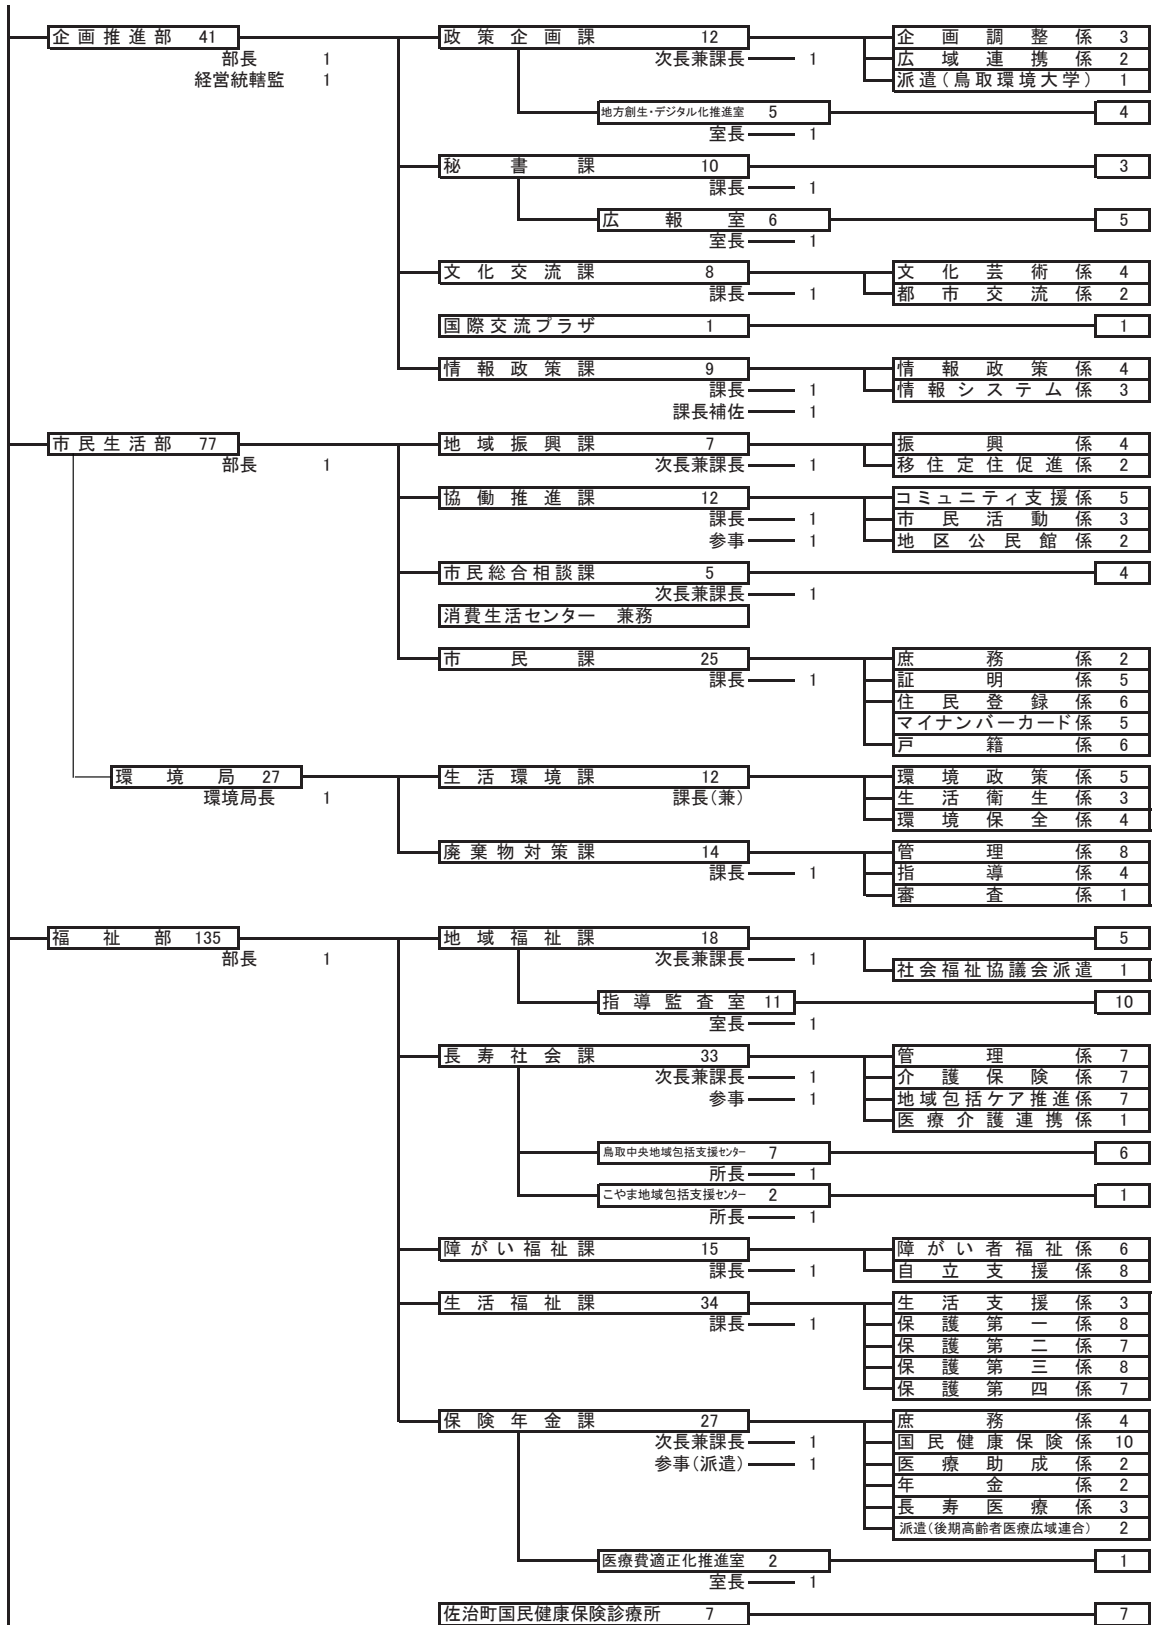 企画推進部 41 政策企画課 12 企画調整係 3
部長 1 次長兼課長 1 広域連携係 2
経営統轄監 1 派遣(鳥取環境大学) 1
地方創生・デジタル化推進室 5 4
室長 1
秘書課 10 3
課長 1
広報室 6 5
室長 1
文化交流課 8 文化芸術係 4
課長 1 都市交流係 2
国際交流プラザ 1 1
情報政策課 9 情報政策係 4
課長 1 情報システム係 3
課長補佐 1
市民生活部 77 地域振興課 7 振興係 4
部長 1 次長兼課長 1 移住定住促進係 2
協働推進課 12 コミュニティ支援係 5
課長 1 市民活動係 3
参事 1 地区公民館係 2
市民総合相談課 5 4
次長兼課長 1
消費生活センター 兼務
市民課 25 庶務係 2
課長 1 証明係 5
住民登録係 6
マイナンバーカード係 5
戸籍係 6
環境局 27 生活環境課 12 環境政策係 5
環境局長 1 課長(兼) 生活衛生係 3
環境保全係 4
廃棄物対策課 14 管理係 8
課長 1 指導係 4
審査係 1
福祉部 135 地域福祉課 18 5
部長 1 次長兼課長 1 社会福祉協議会派遣 1
指導監査室 11 10
室長 1
長寿社会課 33 管理係 7
次長兼課長 1 介護保険係 7
参事 1 地域包括ケア推進係 7
医療介護連携係 1
鳥取中央地域包括支援センター 7 6
所長 1
こやま地域包括支援センター 2 1
所長 1
障がい福祉課 15 障がい者福祉係 6
課長 1 自立支援係 8
生活福祉課 34 生活支援係 3
課長 1 保護第一係 8
保護第二係 7
保護第三係 8
保護第四係 7
保険年金課 27 庶務係 4
次長兼課長 1 国民健康保険係 10
参事(派遣) 1 医療助成係 2
年金係 2
長寿医療係 3
派遣(後期高齢者医療広域連合) 2
医療費適正化推進室 2 1
室長 1
佐治町国民健康保険診療所 7 7